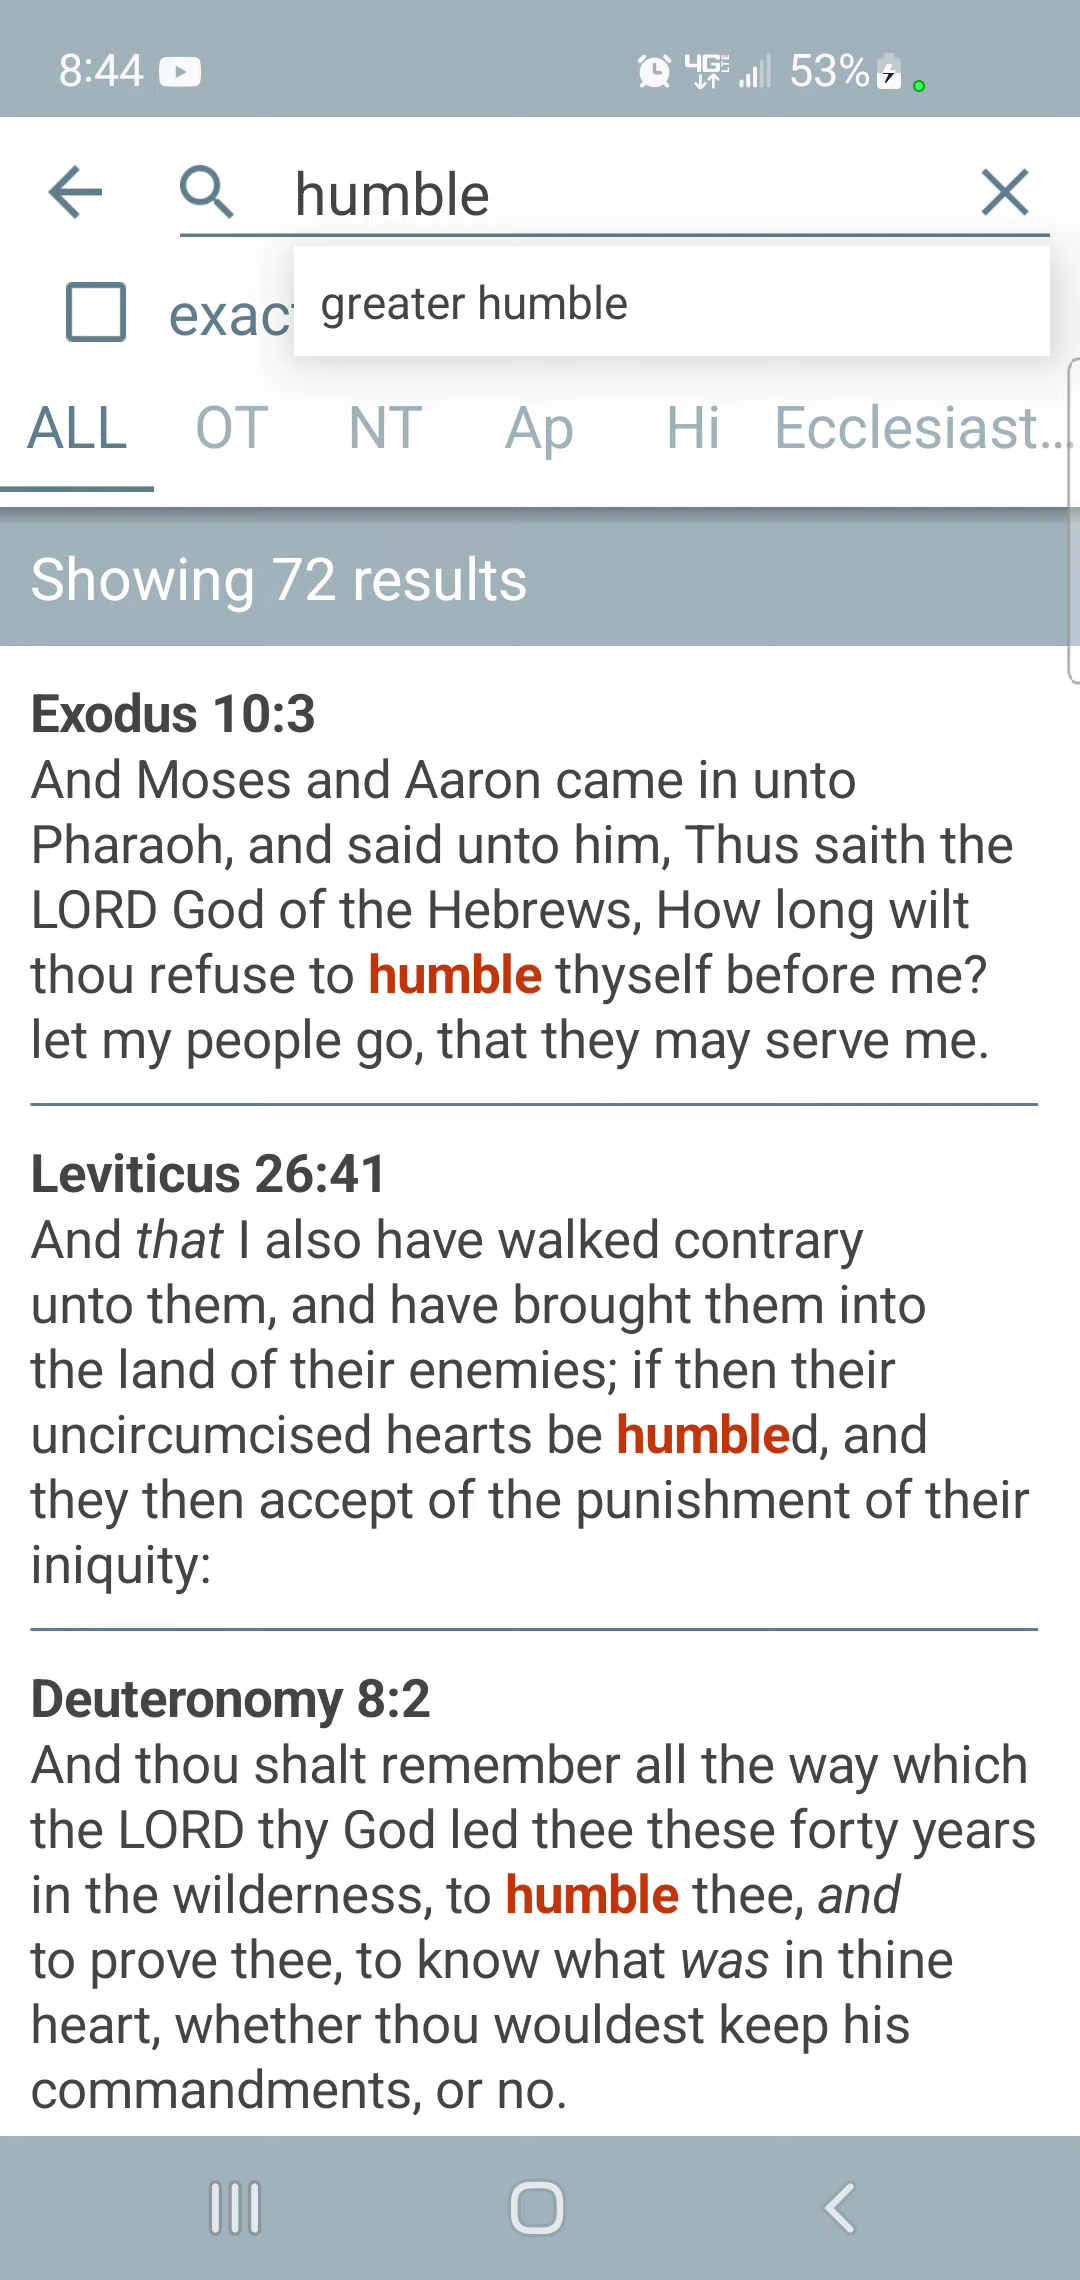 8:44
4G LTE 53%
humble
greater humble
exac
ALL OT NT Ap Hi Ecclesiast...
Showing 72 results
Exodus 10:3
And Moses and Aaron came in unto
Pharaoh, and said unto him, Thus saith the
LORD God of the Hebrews, How long wilt
thou refuse to humble thyself before me?
let my people go, that they may serve me.
Leviticus 26:41
And that I also have walked contrary
unto them, and have brought them into
the land of their enemies; if then their
uncircumcised hearts be humbled, and
they then accept of the punishment of their
iniquity:
Deuteronomy 8:2
And thou shalt remember all the way which
the LORD thy God led thee these forty years
in the wilderness, to humble thee, and
to prove thee, to know what was in thine
heart, whether thou wouldest keep his
commandments, or no.